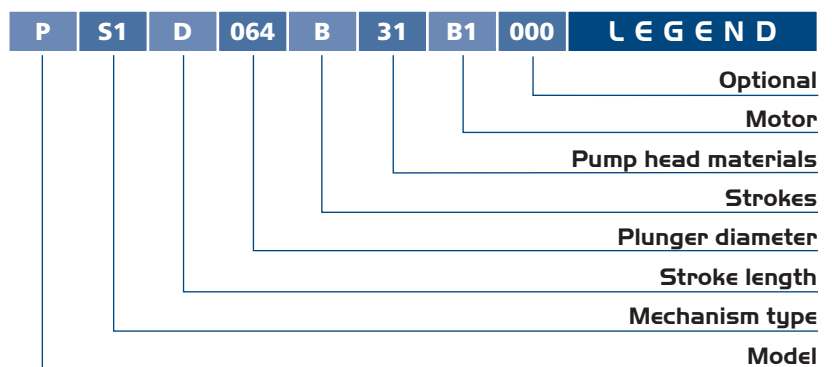 P S1 D 064 B 31 B1 000 LEGEND
Optional
Motor
Pump head materials
Strokes
Plunger diameter
Stroke length
Mechanism type
Model